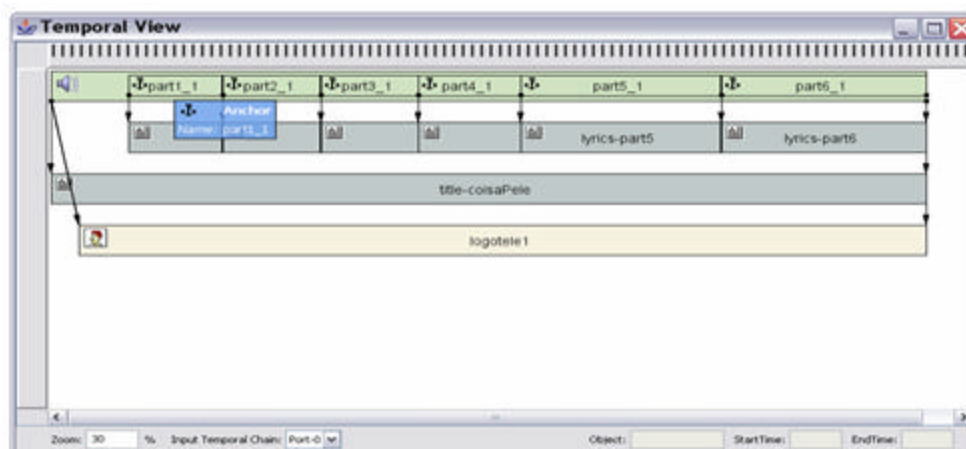 Temporal View
part1_1 part2_1 part3_1 part4_1 part5_1 part6_1
Anchor
Name: part1_1
lyrics-part5 lyrics-part6
title-coisaPele
logotele1
Zoom: 30 % Input Temporal Chain: Port-0 Object: StartTime: EndTime: